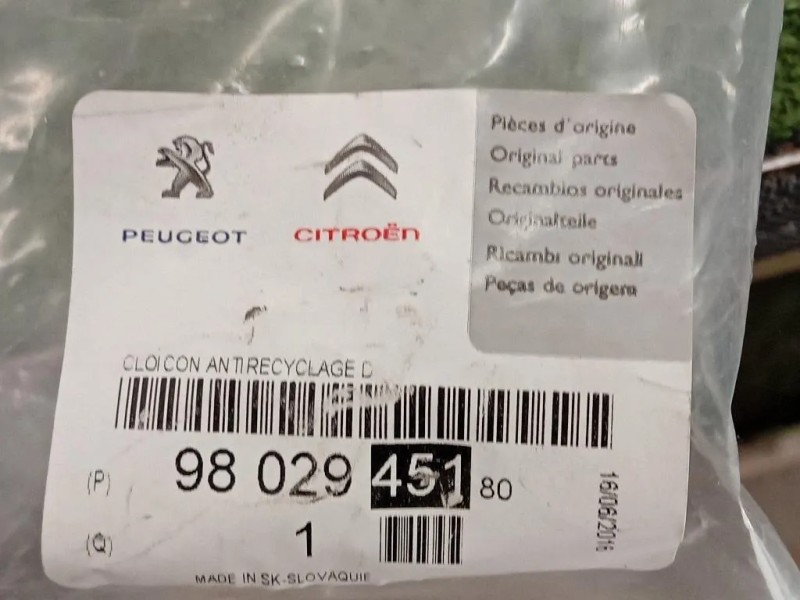 PEUGEOT
CITROËN
Pièces d'origine
Original parts
Recambios originales
Originalteile
Ricambi originali
Peças de origem
CLOICON ANTIRECYCLAGE D
(P) 98 029 451 80
(Q) 1
16/06/2016
MADE IN SK-SLOVAQUIE